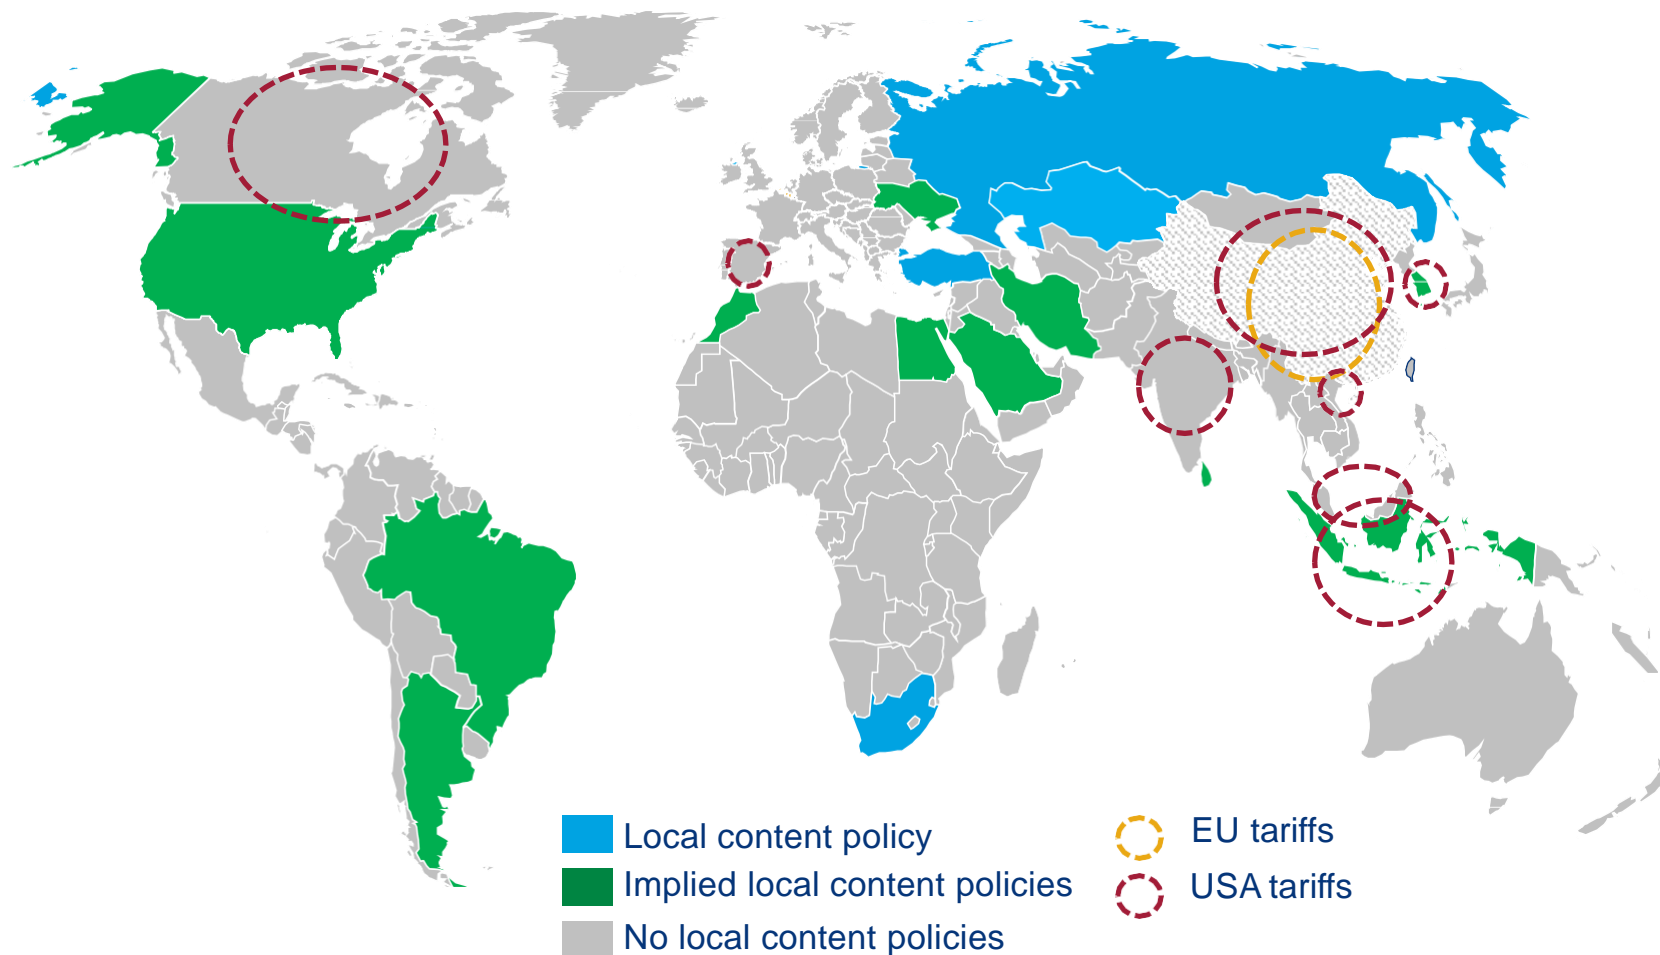 Local content policy
Implied local content policies
No local content policies
EU tariffs
USA tariffs